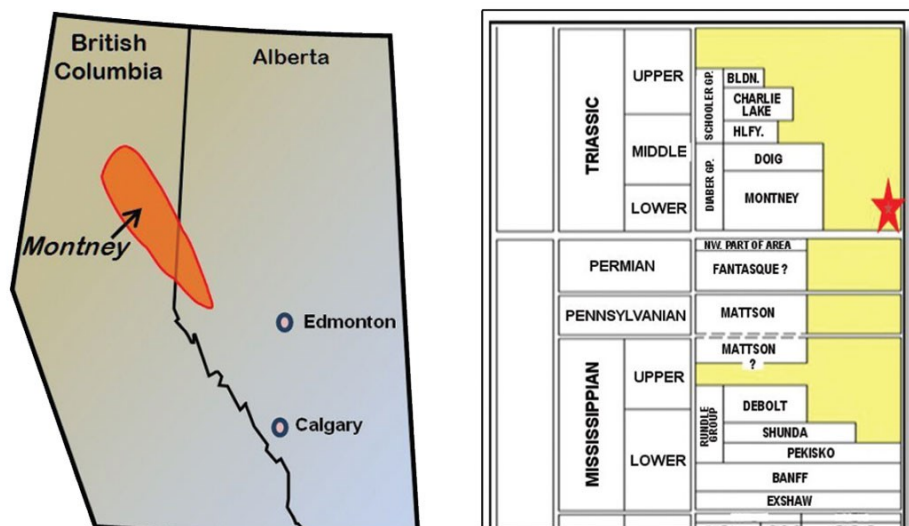 British
Columbia
Alberta
Montney
Edmonton
Calgary
TRIASSIC
UPPER
MIDDLE
LOWER
SCHOOLER GP.
DIABER GP.
BLDN.
CHARLIE
LAKE
HLFY.
DOIG
MONTNEY
PERMIAN
NW. PART OF AREA
FANTASQUE ?
PENNSYLVANIAN
MATTSON
MISSISSIPPIAN
UPPER
LOWER
MATTSON
?
RUNDLE
GROUP
DEBOLT
SHUNDA
PEKISKO
BANFF
EXSHAW